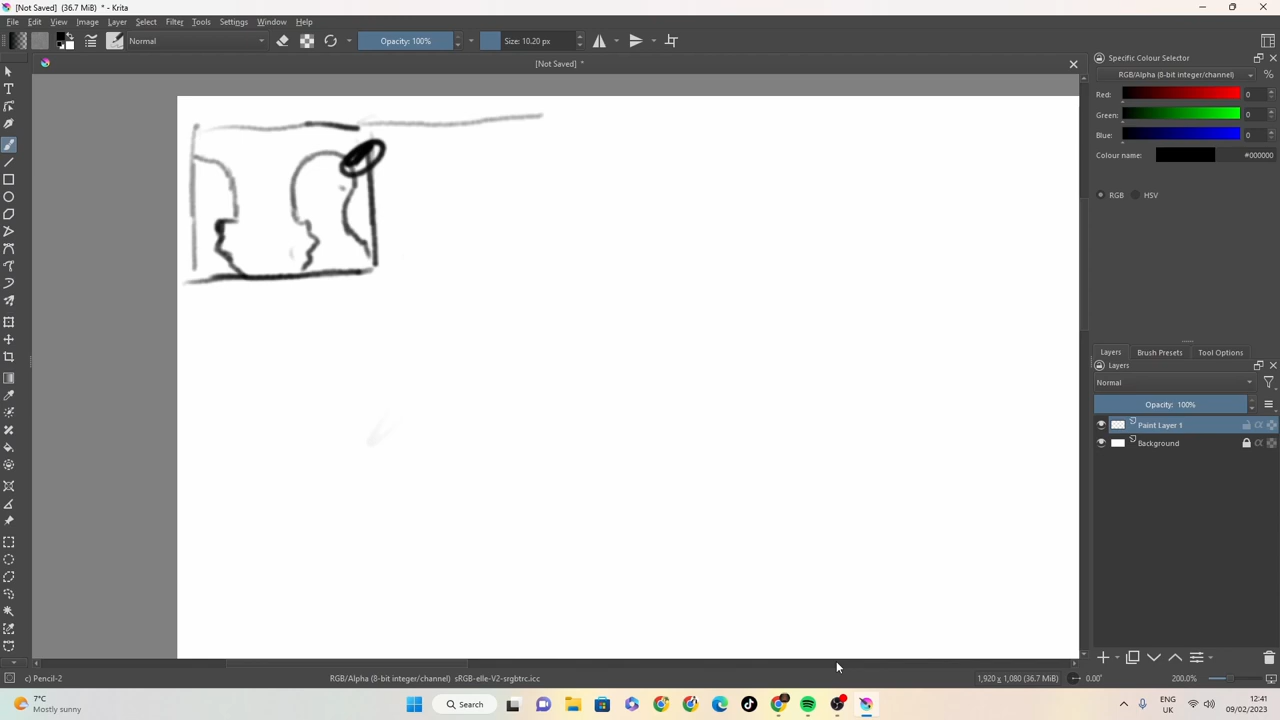 [Not Saved] (36.7 MiB) * - Krita
File Edit View Image Layer Select Filter Tools Settings Window Help
Normal Opacity: 100% Size: 10.20 px
[Not Saved] *
Specific Colour Selector
RGB/Alpha (8-bit integer/channel) %
Red: 0
Green: 0
Blue: 0
Colour name: #000000
RGB HSV
Layers Brush Presets Tool Options
Layers
Normal
Opacity: 100%
Paint Layer 1
Background
c) Pencil-2 RGB/Alpha (8-bit integer/channel) sRGB-elle-V2-srgbtrc.icc 1,920 x 1,080 (36.7 MiB) 0.00° 200.0%
7°C
Mostly sunny
Search
ENG
UK
12:41
09/02/2023